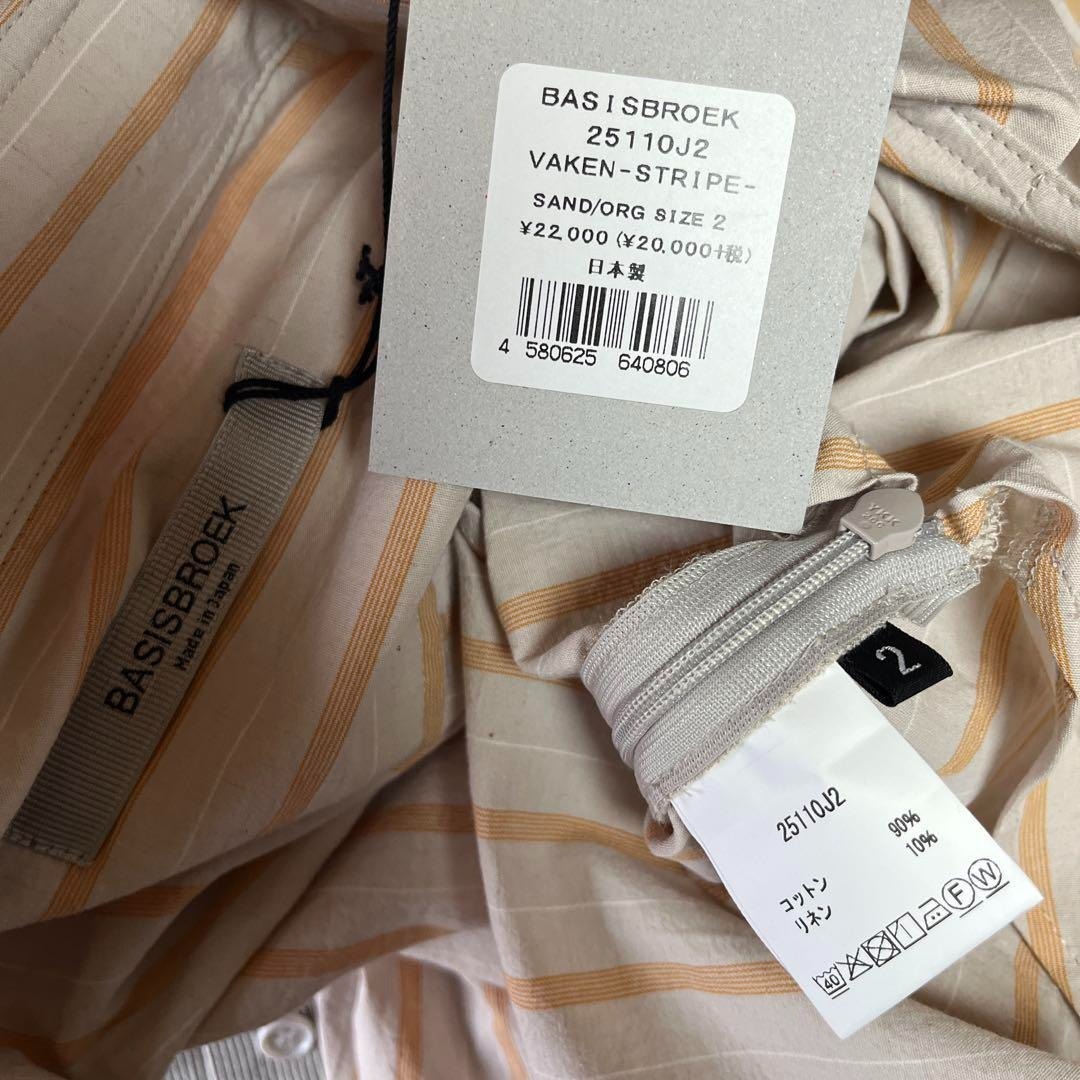 BASISBROEK
25110J2
VAKEN-STRIPE-
SAND/ORG SIZE 2
¥22,000 (¥20,000+税)
日本製
4 580625 640806
BASISBROEK
Made in Japan
YKK
2
25110J2
コットン 90%
リネン 10%
40 F W